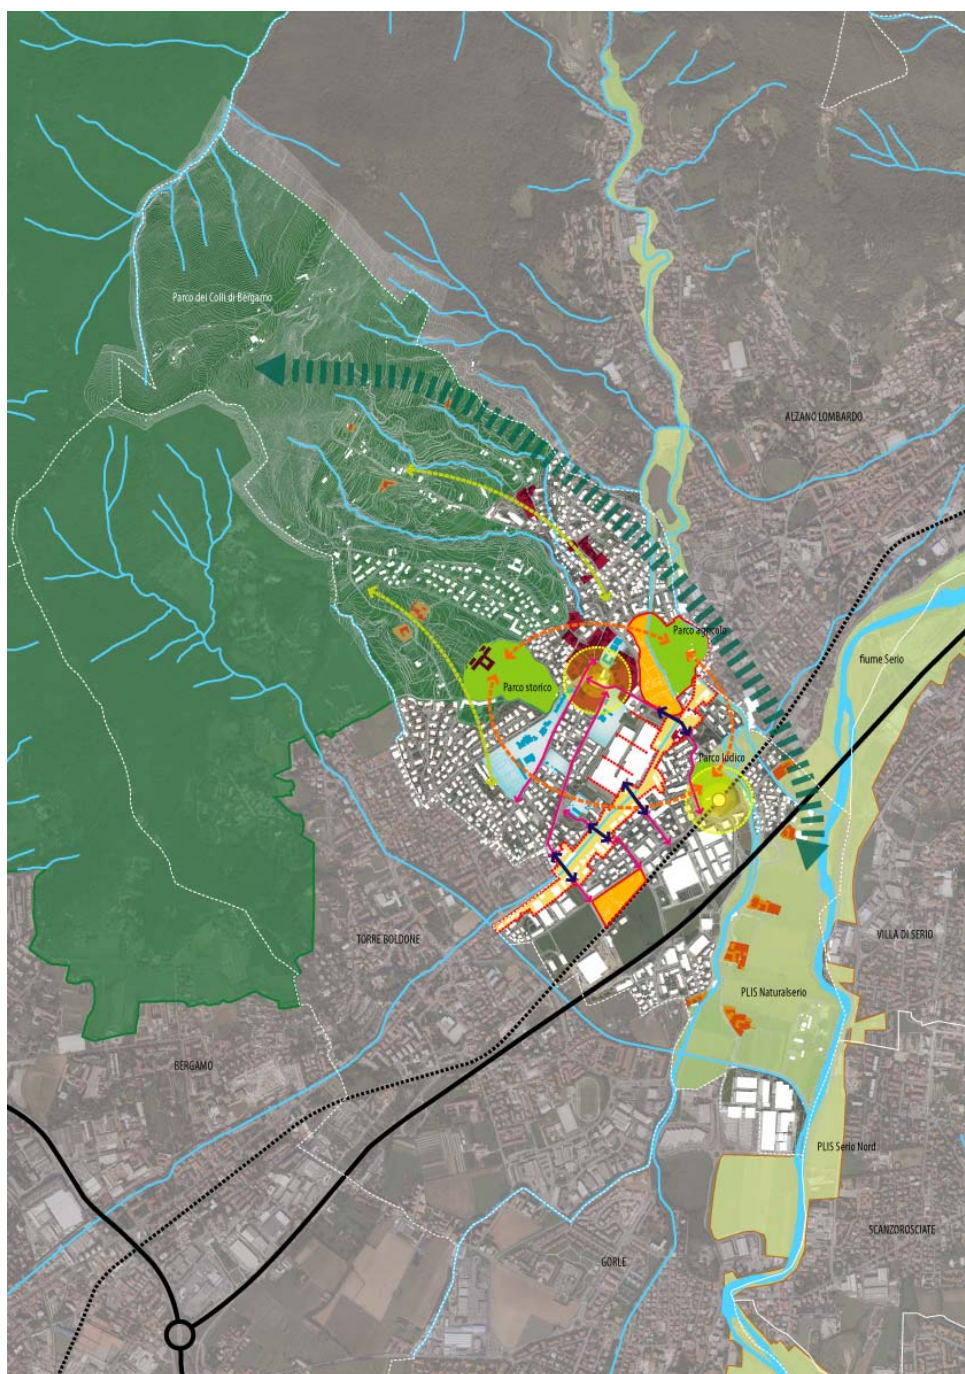 Parco dei Colli di Bergamo
ALZANO LOMBARDO
Parco agricolo
fiume Serio
Parco storico
Parco ludico
TORRE BOLDONE
VILLA DI SERIO
PLIS Naturalserio
BERGAMO
PLIS Serio Nord
SCANZOROSCIATE
GORLE